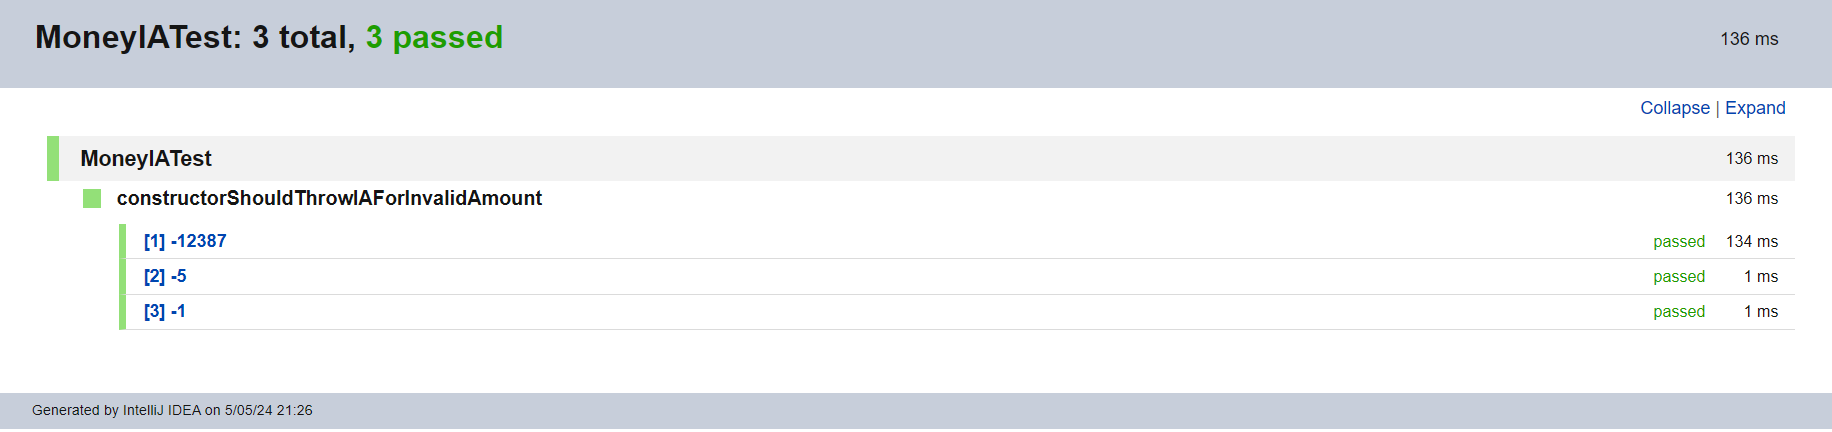 MoneyIATest: 3 total, 3 passed 136 ms
Collapse | Expand
MoneyIATest 136 ms
constructorShouldThrowIAForInvalidAmount 136 ms
[1] -12387 passed 134 ms
[2] -5 passed 1 ms
[3] -1 passed 1 ms
Generated by IntelliJ IDEA on 5/05/24 21:26